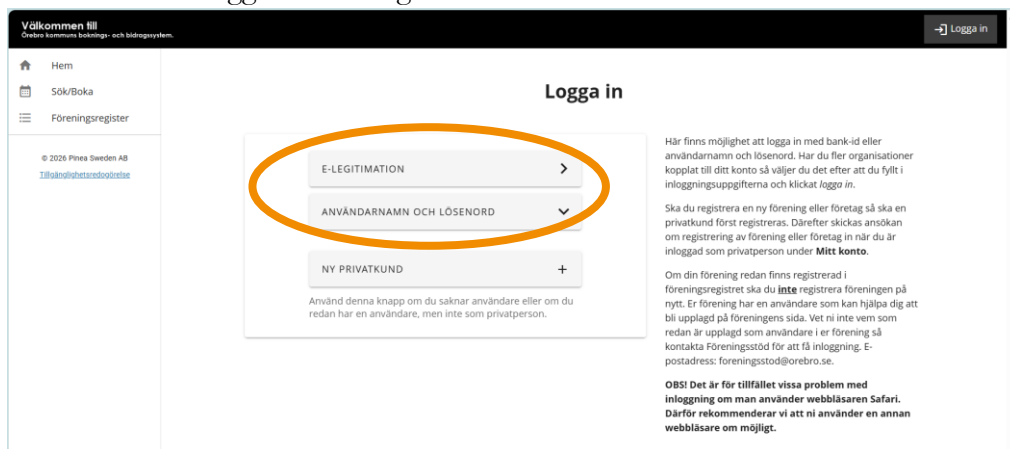 Välkommen till
Örebro kommuns boknings- och bidragssystem.
Logga in
Hem
Sök/Boka
Föreningsregister
© 2026 Pinea Sweden AB
Tillgänglighetsredogörelse
Logga in
E-LEGITIMATION
ANVÄNDARNAMN OCH LÖSENORD
NY PRIVATKUND
Använd denna knapp om du saknar användare eller om du
redan har en användare, men inte som privatperson.
Här finns möjlighet att logga in med bank-id eller
användarnamn och lösenord. Har du fler organisationer
kopplat till ditt konto så väljer du det efter att du fyllt i
inloggningsuppgifterna och klickat logga in.
Ska du registrera en ny förening eller företag så ska en
privatkund först registreras. Därefter skickas ansökan
om registrering av förening eller företag in när du är
inloggad som privatperson under Mitt konto.
Om din förening redan finns registrerad i
föreningsregistret ska du inte registrera föreningen på
nytt. Er förening har en användare som kan hjälpa dig att
bli upplagd på föreningens sida. Vet ni inte vem som
redan är upplagd som användare i er förening så
kontakta Föreningsstöd för att få inloggning. E-
postadress: foreningsstod@orebro.se.
OBS! Det är för tillfället vissa problem med
inloggning om man använder webbläsaren Safari.
Därför rekommenderar vi att ni använder en annan
webbläsare om möjligt.